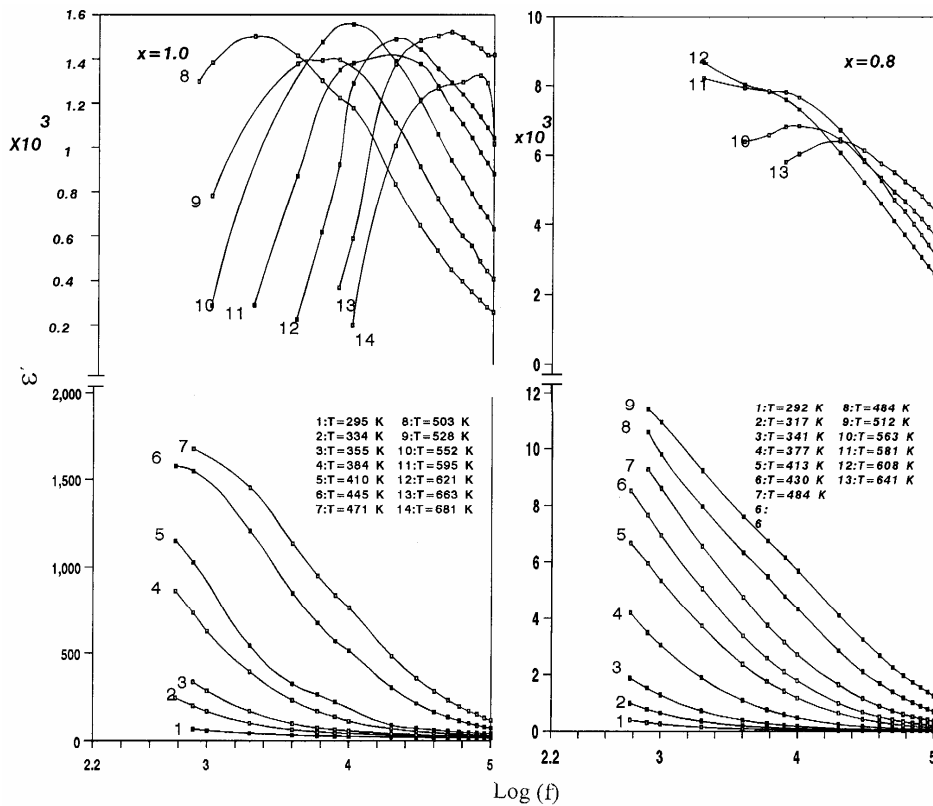 1.6
1.4
1.2
3
X10
1
0.8
0.6
0.4
0.2
x=1.0
8
9
10
11
12
13
14
10
8
3
X10
6
4
2
0
x=0.8
12
11
10
13
ε'
2,000
1,500
1,000
500
0
7
6
5
4
3
2
1
1:T=295 K 8:T=503 K
2:T=334 K 9:T=528 K
3:T=355 K 10:T=552 K
4:T=384 K 11:T=595 K
5:T=410 K 12:T=621 K
6:T=445 K 13:T=663 K
7:T=471 K 14:T=681 K
2.2 3 4 5
12
10
8
6
4
2
0
9
8
7
6
5
4
3
2
1
1:T=292 K 8:T=484 K
2:T=317 K 9:T=512 K
3:T=341 K 10:T=563 K
4:T=377 K 11:T=581 K
5:T=413 K 12:T=608 K
6:T=430 K 13:T=641 K
7:T=484 K
6:
6
2.2 3 4 5
Log (f)